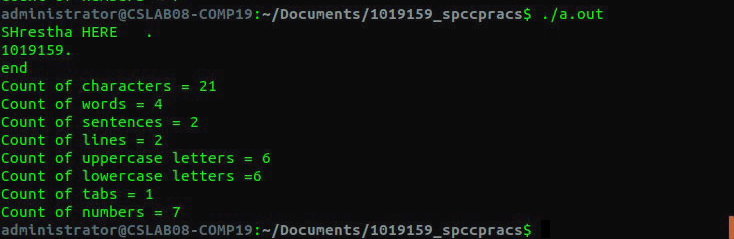 administrator@CSLAB08-COMP19:~/Documents/1019159_spccpracs$ ./a.out
SHrestha HERE   .
1019159.
end
Count of characters = 21
Count of words = 4
Count of sentences = 2
Count of lines = 2
Count of uppercase letters = 6
Count of lowercase letters =6
Count of tabs = 1
Count of numbers = 7
administrator@CSLAB08-COMP19:~/Documents/1019159_spccpracs$